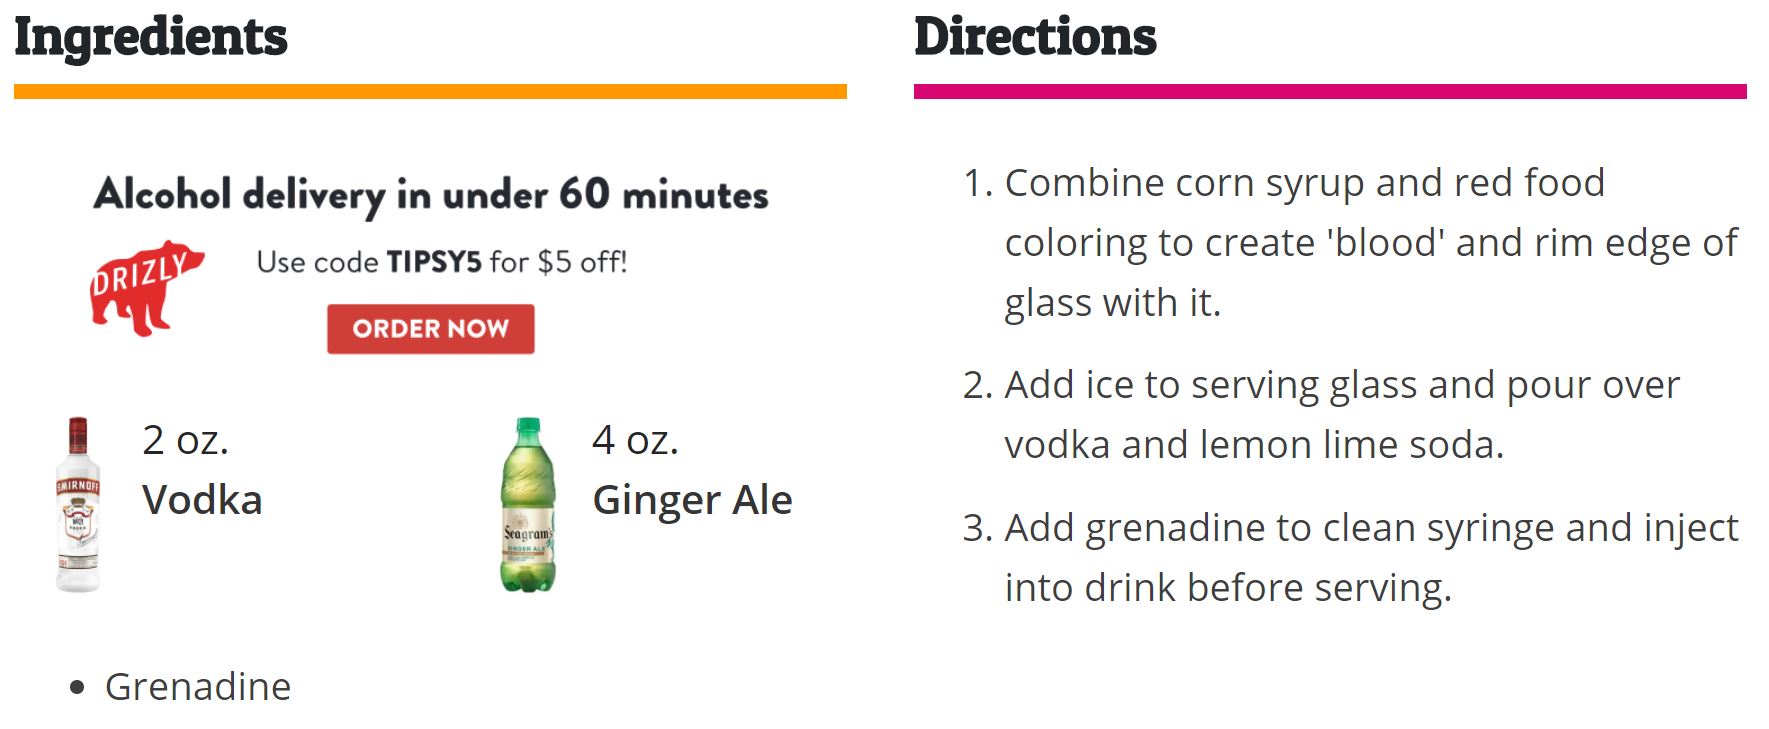 Ingredients
Alcohol delivery in under 60 minutes
DRIZLY
Use code TIPSY5 for $5 off!
ORDER NOW
SMIRNOFF
2 oz.
Vodka
Seagram's
GINGER ALE
4 oz.
Ginger Ale
• Grenadine
Directions
1. Combine corn syrup and red food
coloring to create 'blood' and rim edge of
glass with it.
2. Add ice to serving glass and pour over
vodka and lemon lime soda.
3. Add grenadine to clean syringe and inject
into drink before serving.